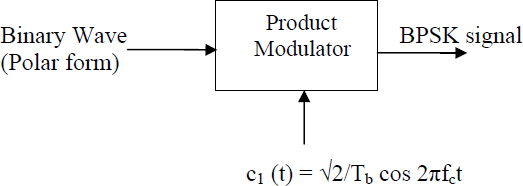 Binary Wave
(Polar form)
Product
Modulator
BPSK signal
c₁ (t) = √2/T_b cos 2πf_ct